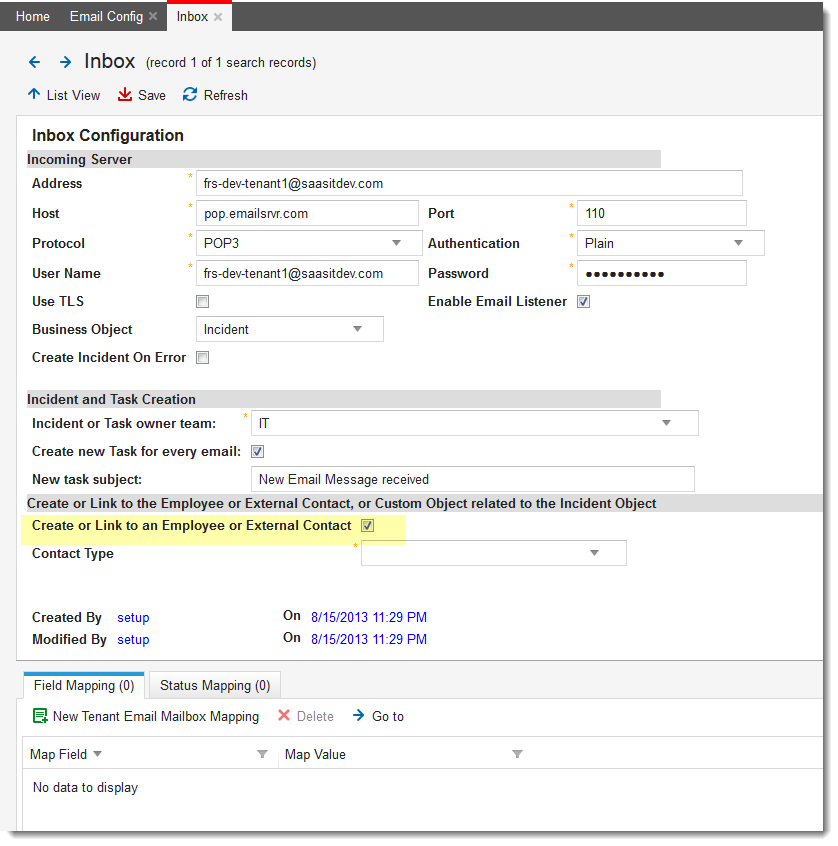 Home Email Config Inbox
Inbox (record 1 of 1 search records)
List View Save Refresh
Inbox Configuration
Incoming Server
Address * frs-dev-tenant1@saasitdev.com
Host * pop.emailsrvr.com Port * 110
Protocol * POP3 Authentication * Plain
User Name * frs-dev-tenant1@saasitdev.com Password * ●●●●●●●●●●
Use TLS Enable Email Listener
Business Object Incident
Create Incident On Error
Incident and Task Creation
Incident or Task owner team: * IT
Create new Task for every email:
New task subject: New Email Message received
Create or Link to the Employee or External Contact, or Custom Object related to the Incident Object
Create or Link to an Employee or External Contact
Contact Type *
Created By setup On 8/15/2013 11:29 PM
Modified By setup On 8/15/2013 11:29 PM
Field Mapping (0) Status Mapping (0)
New Tenant Email Mailbox Mapping Delete Go to
Map Field Map Value
No data to display